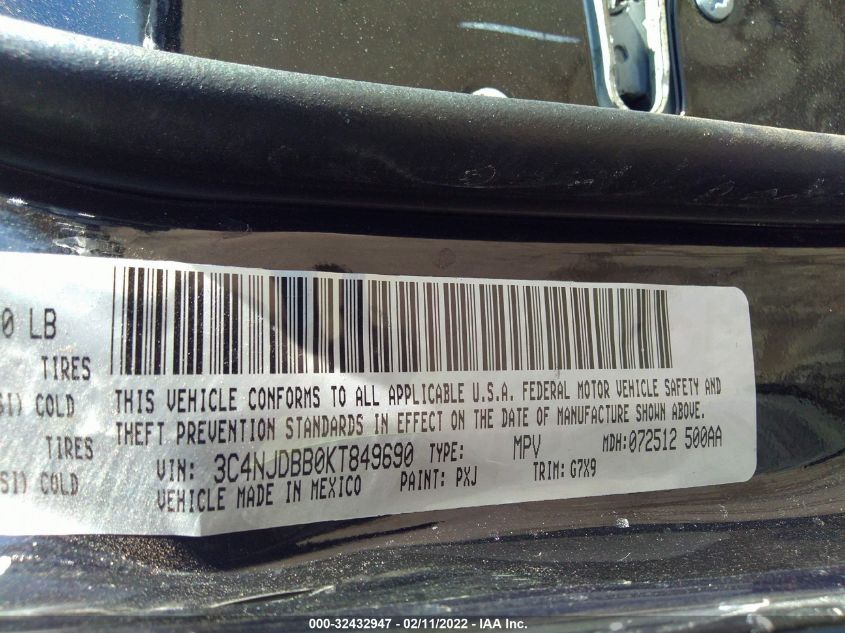 0 LB
TIRES
SI) COLD
TIRES
SI) COLD
THIS VEHICLE CONFORMS TO ALL APPLICABLE U.S.A. FEDERAL MOTOR VEHICLE SAFETY AND
THEFT PREVENTION STANDARDS IN EFFECT ON THE DATE OF MANUFACTURE SHOWN ABOVE.
VIN: 3C4NJDBB0KT849690 TYPE: MPV MDH: 072512 500AA
VEHICLE MADE IN MEXICO PAINT: PXJ TRIM: G7X9
000-32432947 - 02/11/2022 - IAA Inc.